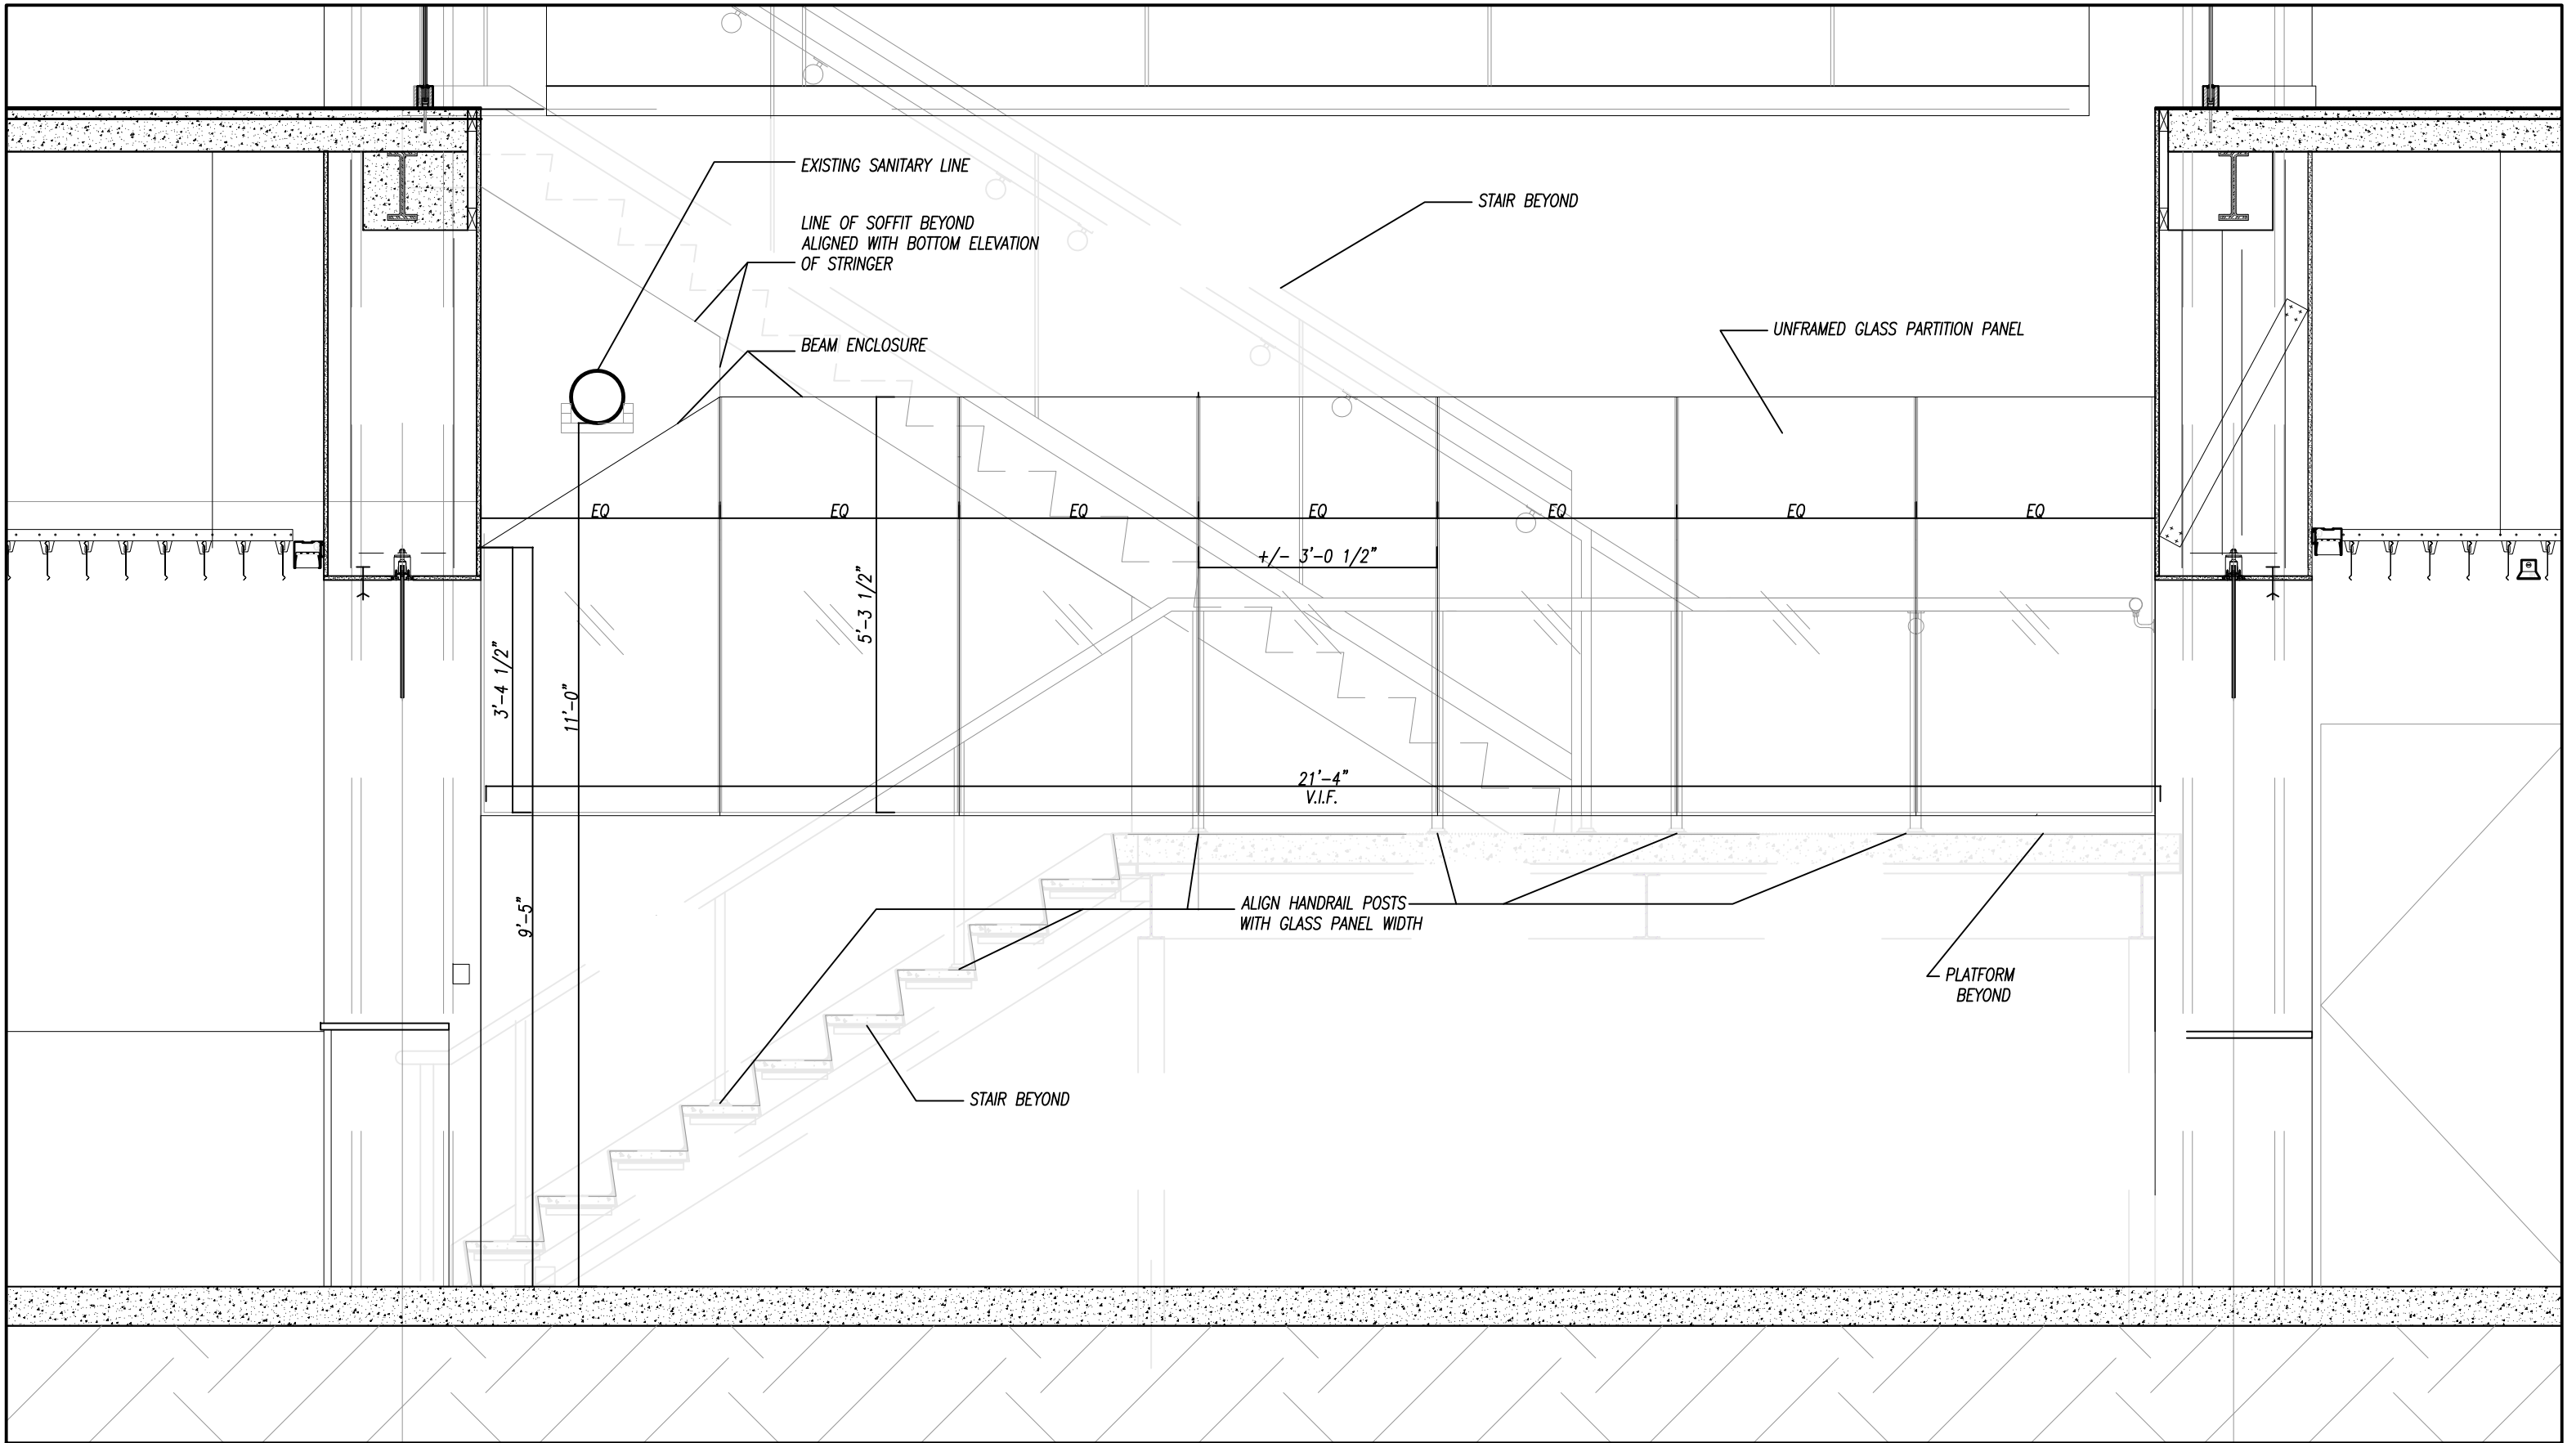 EXISTING SANITARY LINE
LINE OF SOFFIT BEYOND
ALIGNED WITH BOTTOM ELEVATION
OF STRINGER
STAIR BEYOND
BEAM ENCLOSURE
UNFRAMED GLASS PARTITION PANEL
EQ
EQ
EQ
EQ
EQ
EQ
EQ
+/- 3'-0 1/2"
5'-3 1/2"
3'-4 1/2"
11'-0"
21'-4"
V.I.F.
9'-5"
ALIGN HANDRAIL POSTS
WITH GLASS PANEL WIDTH
PLATFORM
BEYOND
STAIR BEYOND